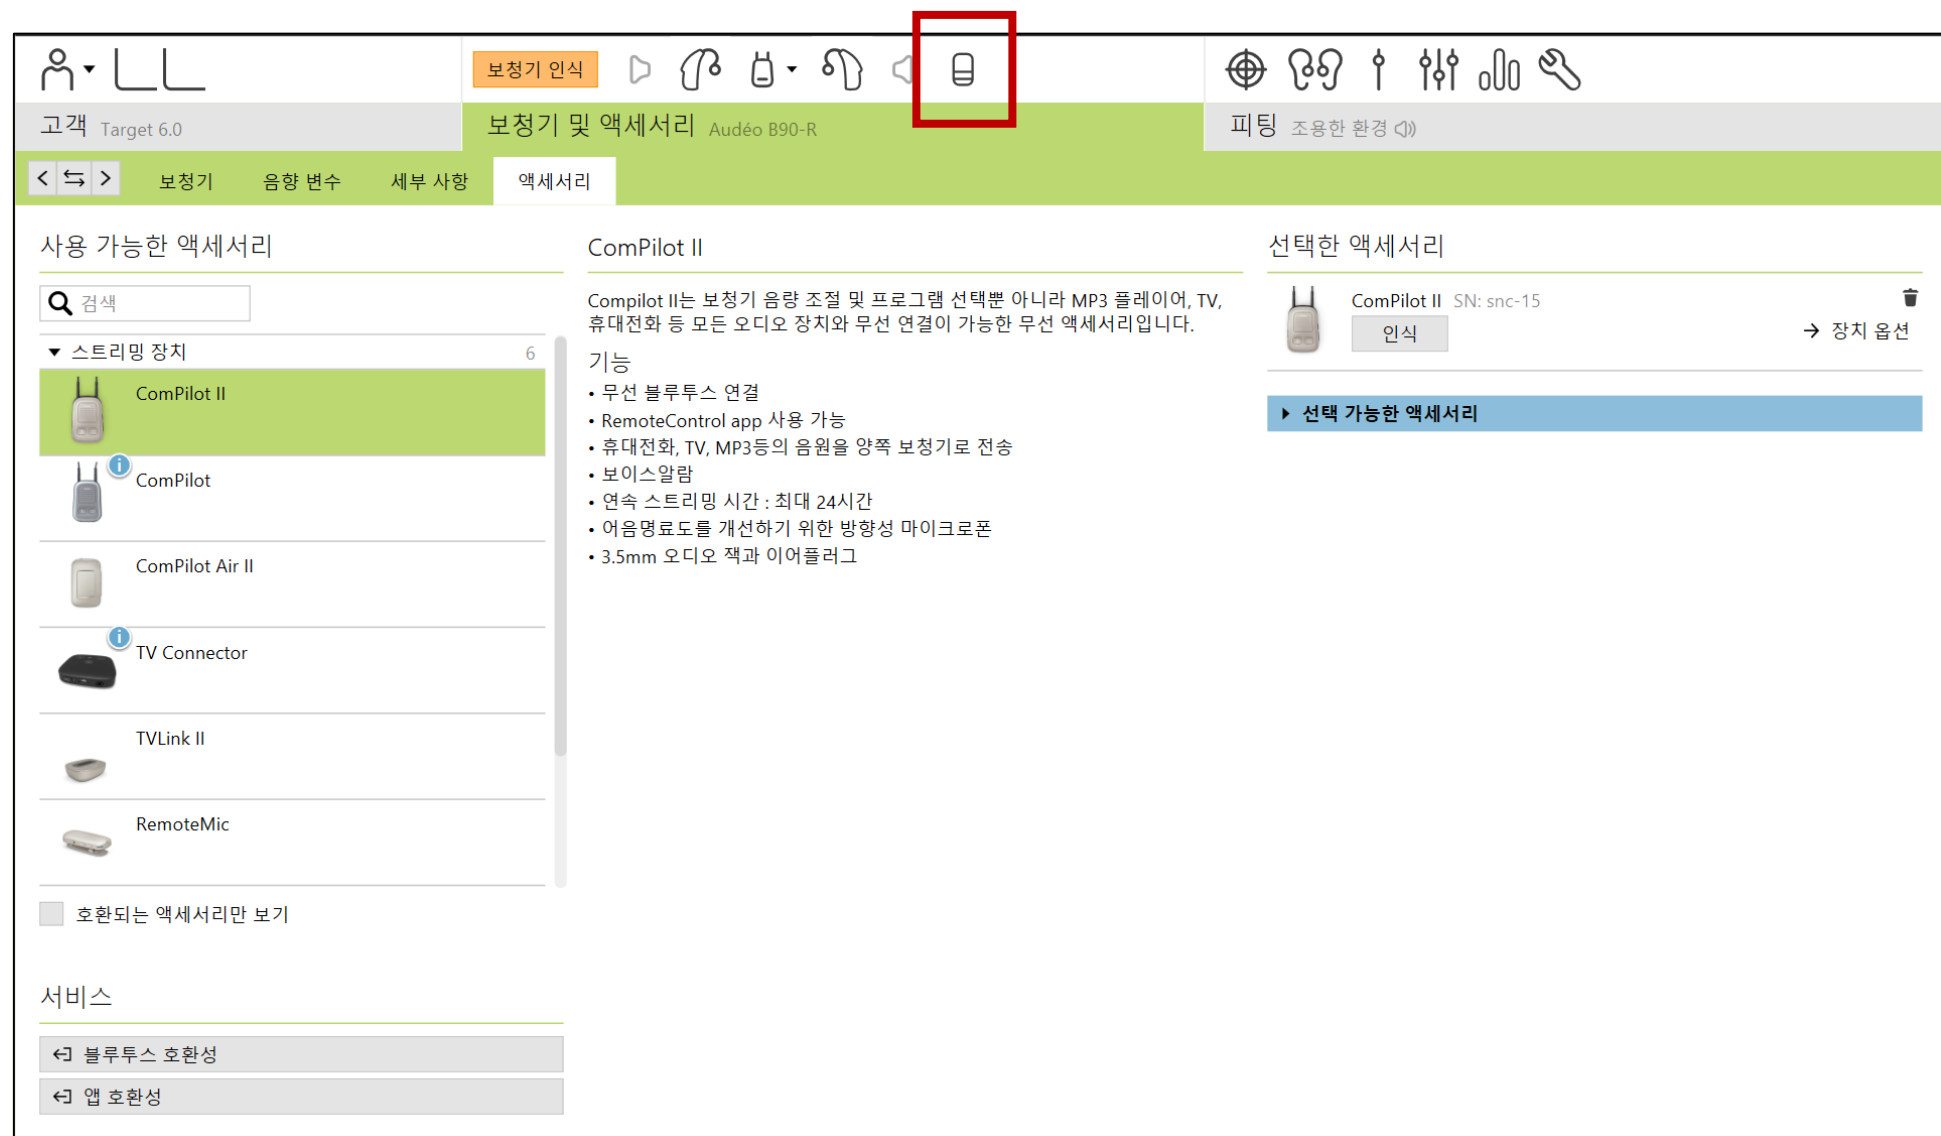 보청기 인식
고객 Target 6.0
보청기 및 액세서리 Audéo B90-R
피팅 조용한 환경
보청기
음향 변수
세부 사항
액세서리
사용 가능한 액세서리
검색
스트리밍 장치 6
ComPilot II
ComPilot
ComPilot Air II
TV Connector
TVLink II
RemoteMic
호환되는 액세서리만 보기
서비스
블루투스 호환성
앱 호환성
ComPilot II
Compilot II는 보청기 음량 조절 및 프로그램 선택뿐 아니라 MP3 플레이어, TV,
휴대전화 등 모든 오디오 장치와 무선 연결이 가능한 무선 액세서리입니다.
기능
• 무선 블루투스 연결
• RemoteControl app 사용 가능
• 휴대전화, TV, MP3등의 음원을 양쪽 보청기로 전송
• 보이스알람
• 연속 스트리밍 시간 : 최대 24시간
• 어음명료도를 개선하기 위한 방향성 마이크로폰
• 3.5mm 오디오 잭과 이어플러그
선택한 액세서리
ComPilot II SN: snc-15
인식
장치 옵션
선택 가능한 액세서리